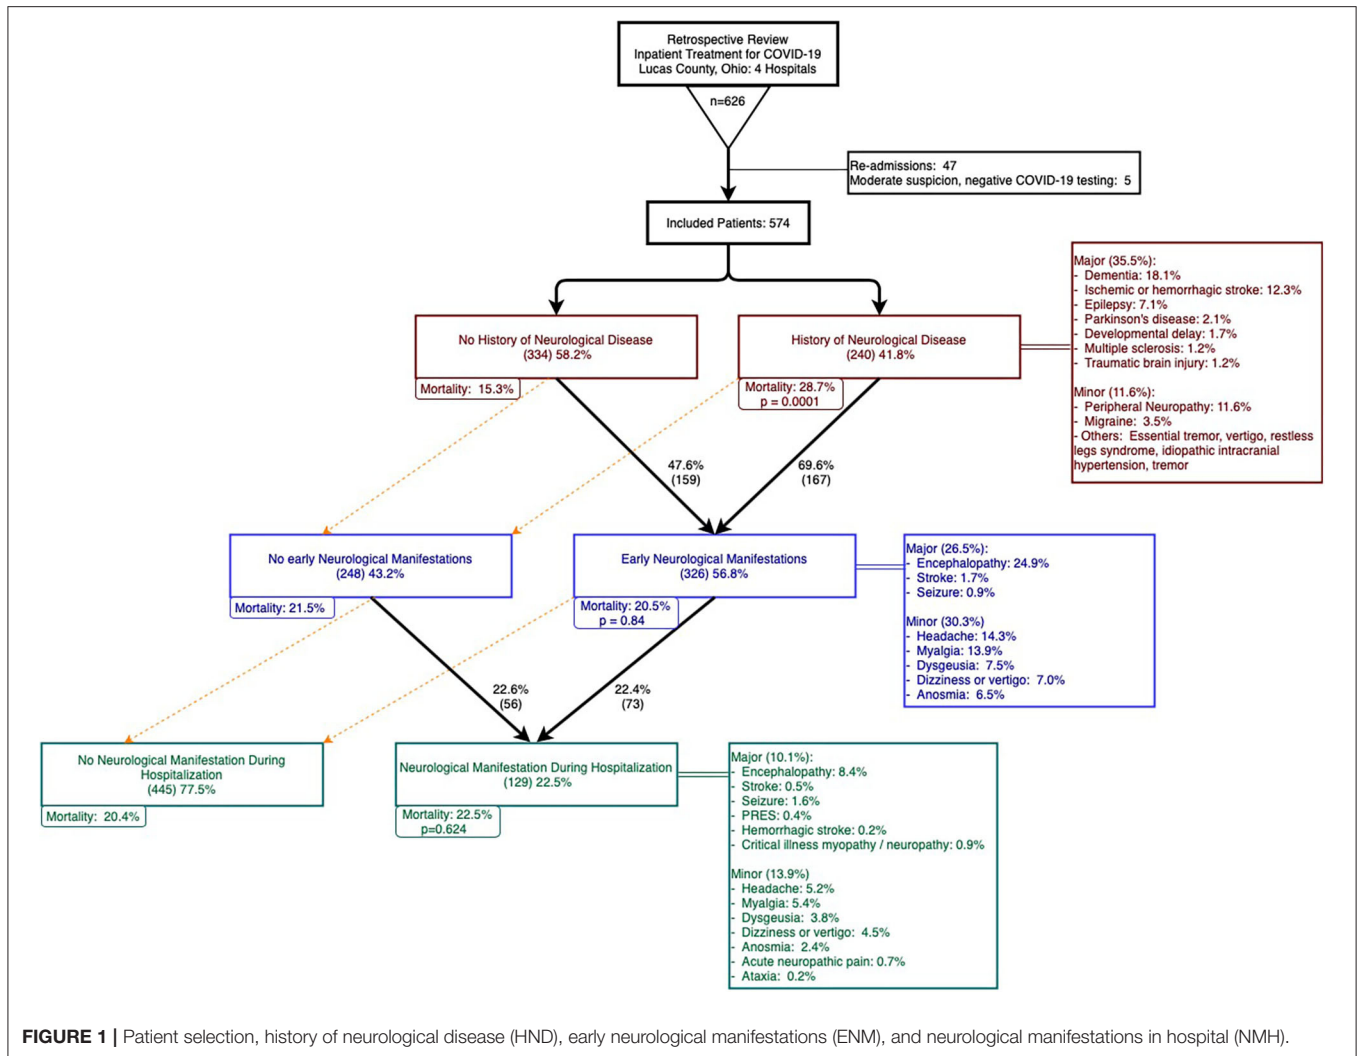 Retrospective Review
Inpatient Treatment for COVID-19
Lucas County, Ohio: 4 Hospitals
n=626
Re-admissions: 47
Moderate suspicion, negative COVID-19 testing: 5
Included Patients: 574
No History of Neurological Disease
(334) 58.2%
Mortality: 15.3%
History of Neurological Disease
(240) 41.8%
Mortality: 28.7%
p = 0.0001
Major (35.5%):
- Dementia: 18.1%
- Ischemic or hemorrhagic stroke: 12.3%
- Epilepsy: 7.1%
- Parkinson's disease: 2.1%
- Developmental delay: 1.7%
- Multiple sclerosis: 1.2%
- Traumatic brain injury: 1.2%
Minor (11.6%):
- Peripheral Neuropathy: 11.6%
- Migraine: 3.5%
- Others: Essential tremor, vertigo, restless
legs syndrome, idiopathic intracranial
hypertension, tremor
47.6%
(159)
69.6%
(167)
No early Neurological Manifestations
(248) 43.2%
Mortality: 21.5%
Early Neurological Manifestations
(326) 56.8%
Mortality: 20.5%
p = 0.84
Major (26.5%):
- Encephalopathy: 24.9%
- Stroke: 1.7%
- Seizure: 0.9%
Minor (30.3%)
- Headache: 14.3%
- Myalgia: 13.9%
- Dysgeusia: 7.5%
- Dizziness or vertigo: 7.0%
- Anosmia: 6.5%
22.6%
(56)
22.4%
(73)
No Neurological Manifestation During
Hospitalization
(445) 77.5%
Mortality: 20.4%
Neurological Manifestation During Hospitalization
(129) 22.5%
Mortality: 22.5%
p=0.624
Major (10.1%):
- Encephalopathy: 8.4%
- Stroke: 0.5%
- Seizure: 1.6%
- PRES: 0.4%
- Hemorrhagic stroke: 0.2%
- Critical illness myopathy / neuropathy: 0.9%
Minor (13.9%)
- Headache: 5.2%
- Myalgia: 5.4%
- Dysgeusia: 3.8%
- Dizziness or vertigo: 4.5%
- Anosmia: 2.4%
- Acute neuropathic pain: 0.7%
- Ataxia: 0.2%
FIGURE 1 | Patient selection, history of neurological disease (HND), early neurological manifestations (ENM), and neurological manifestations in hospital (NMH).